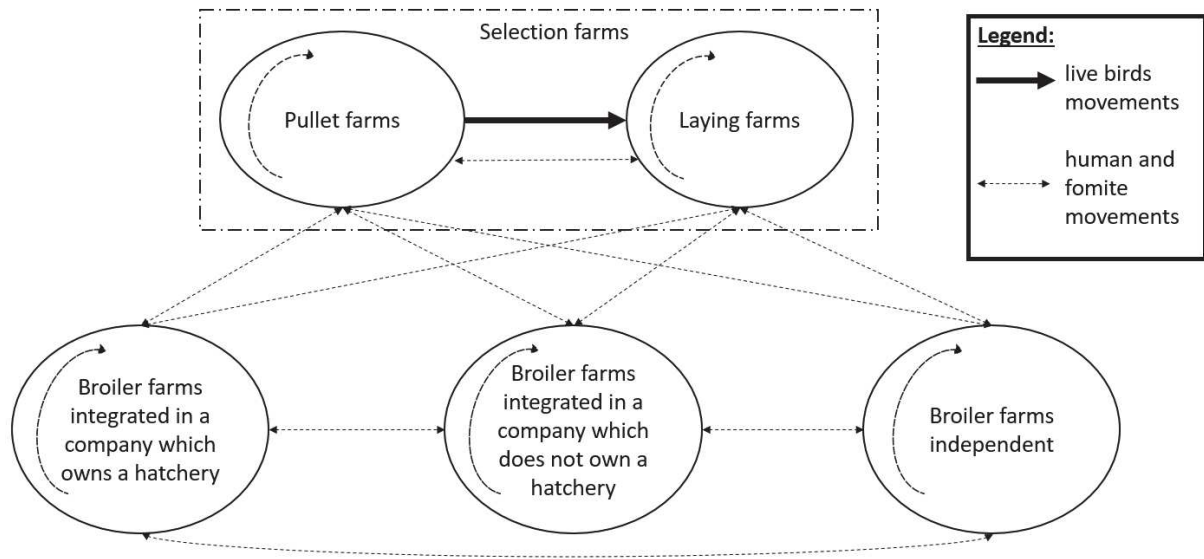 Selection farms
Pullet farms
Laying farms
Legend:
live birds
movements
human and
fomite
movements
Broiler farms
integrated in a
company which
owns a hatchery
Broiler farms
integrated in a
company which
does not own a
hatchery
Broiler farms
independent